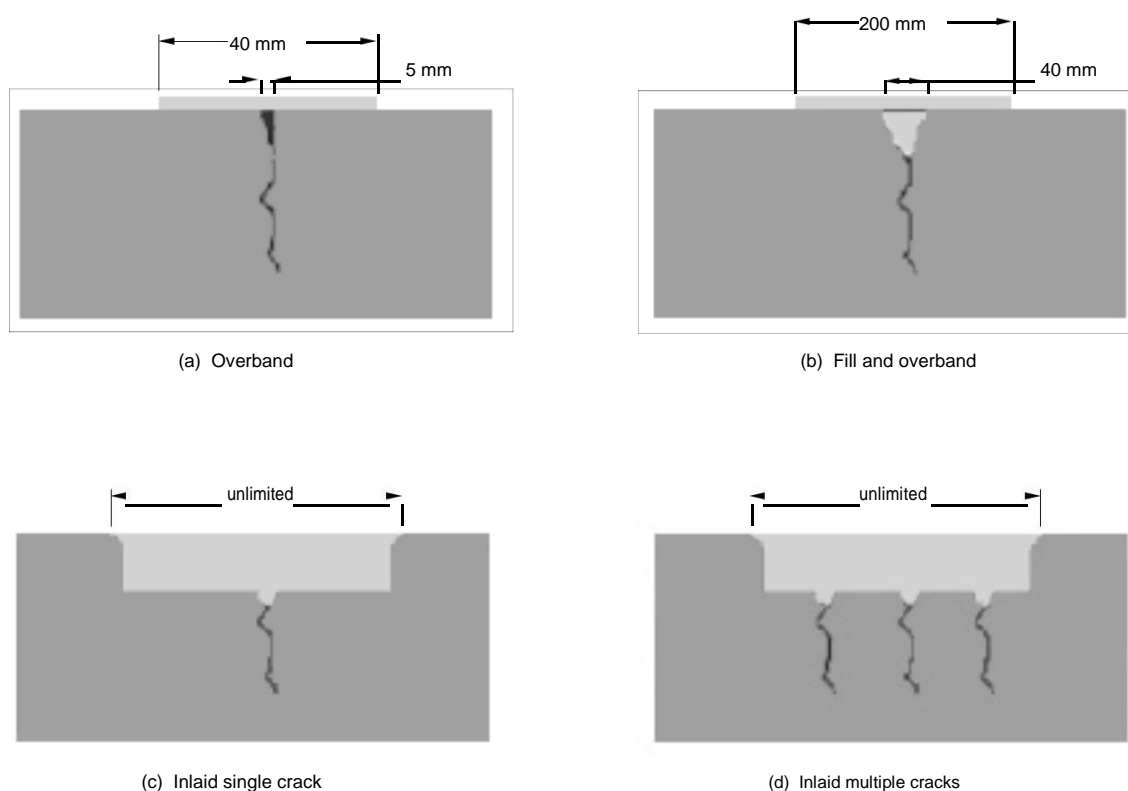 40 mm
5 mm
(a) Overband
200 mm
40 mm
(b) Fill and overband
unlimited
(c) Inlaid single crack
unlimited
(d) Inlaid multiple cracks